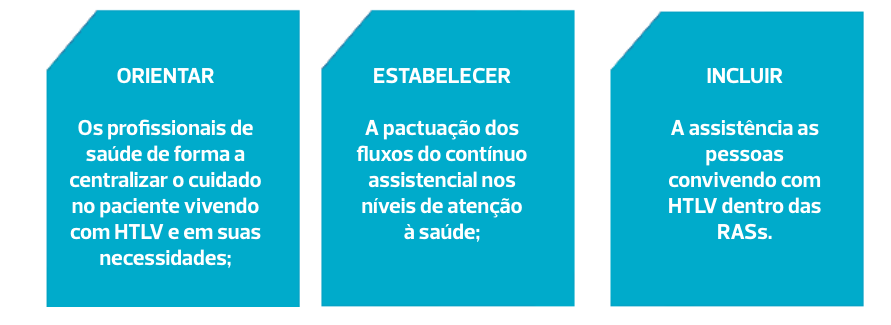 ORIENTAR
Os profissionais de
saúde de forma a
centralizar o cuidado
no paciente vivendo
com HTLV e em suas
necessidades;
ESTABELECER
A pactuação dos
fluxos do contínuo
assistencial nos
níveis de atenção
à saúde;
INCLUIR
A assistência as
pessoas
convivendo com
HTLV dentro das
RASs.